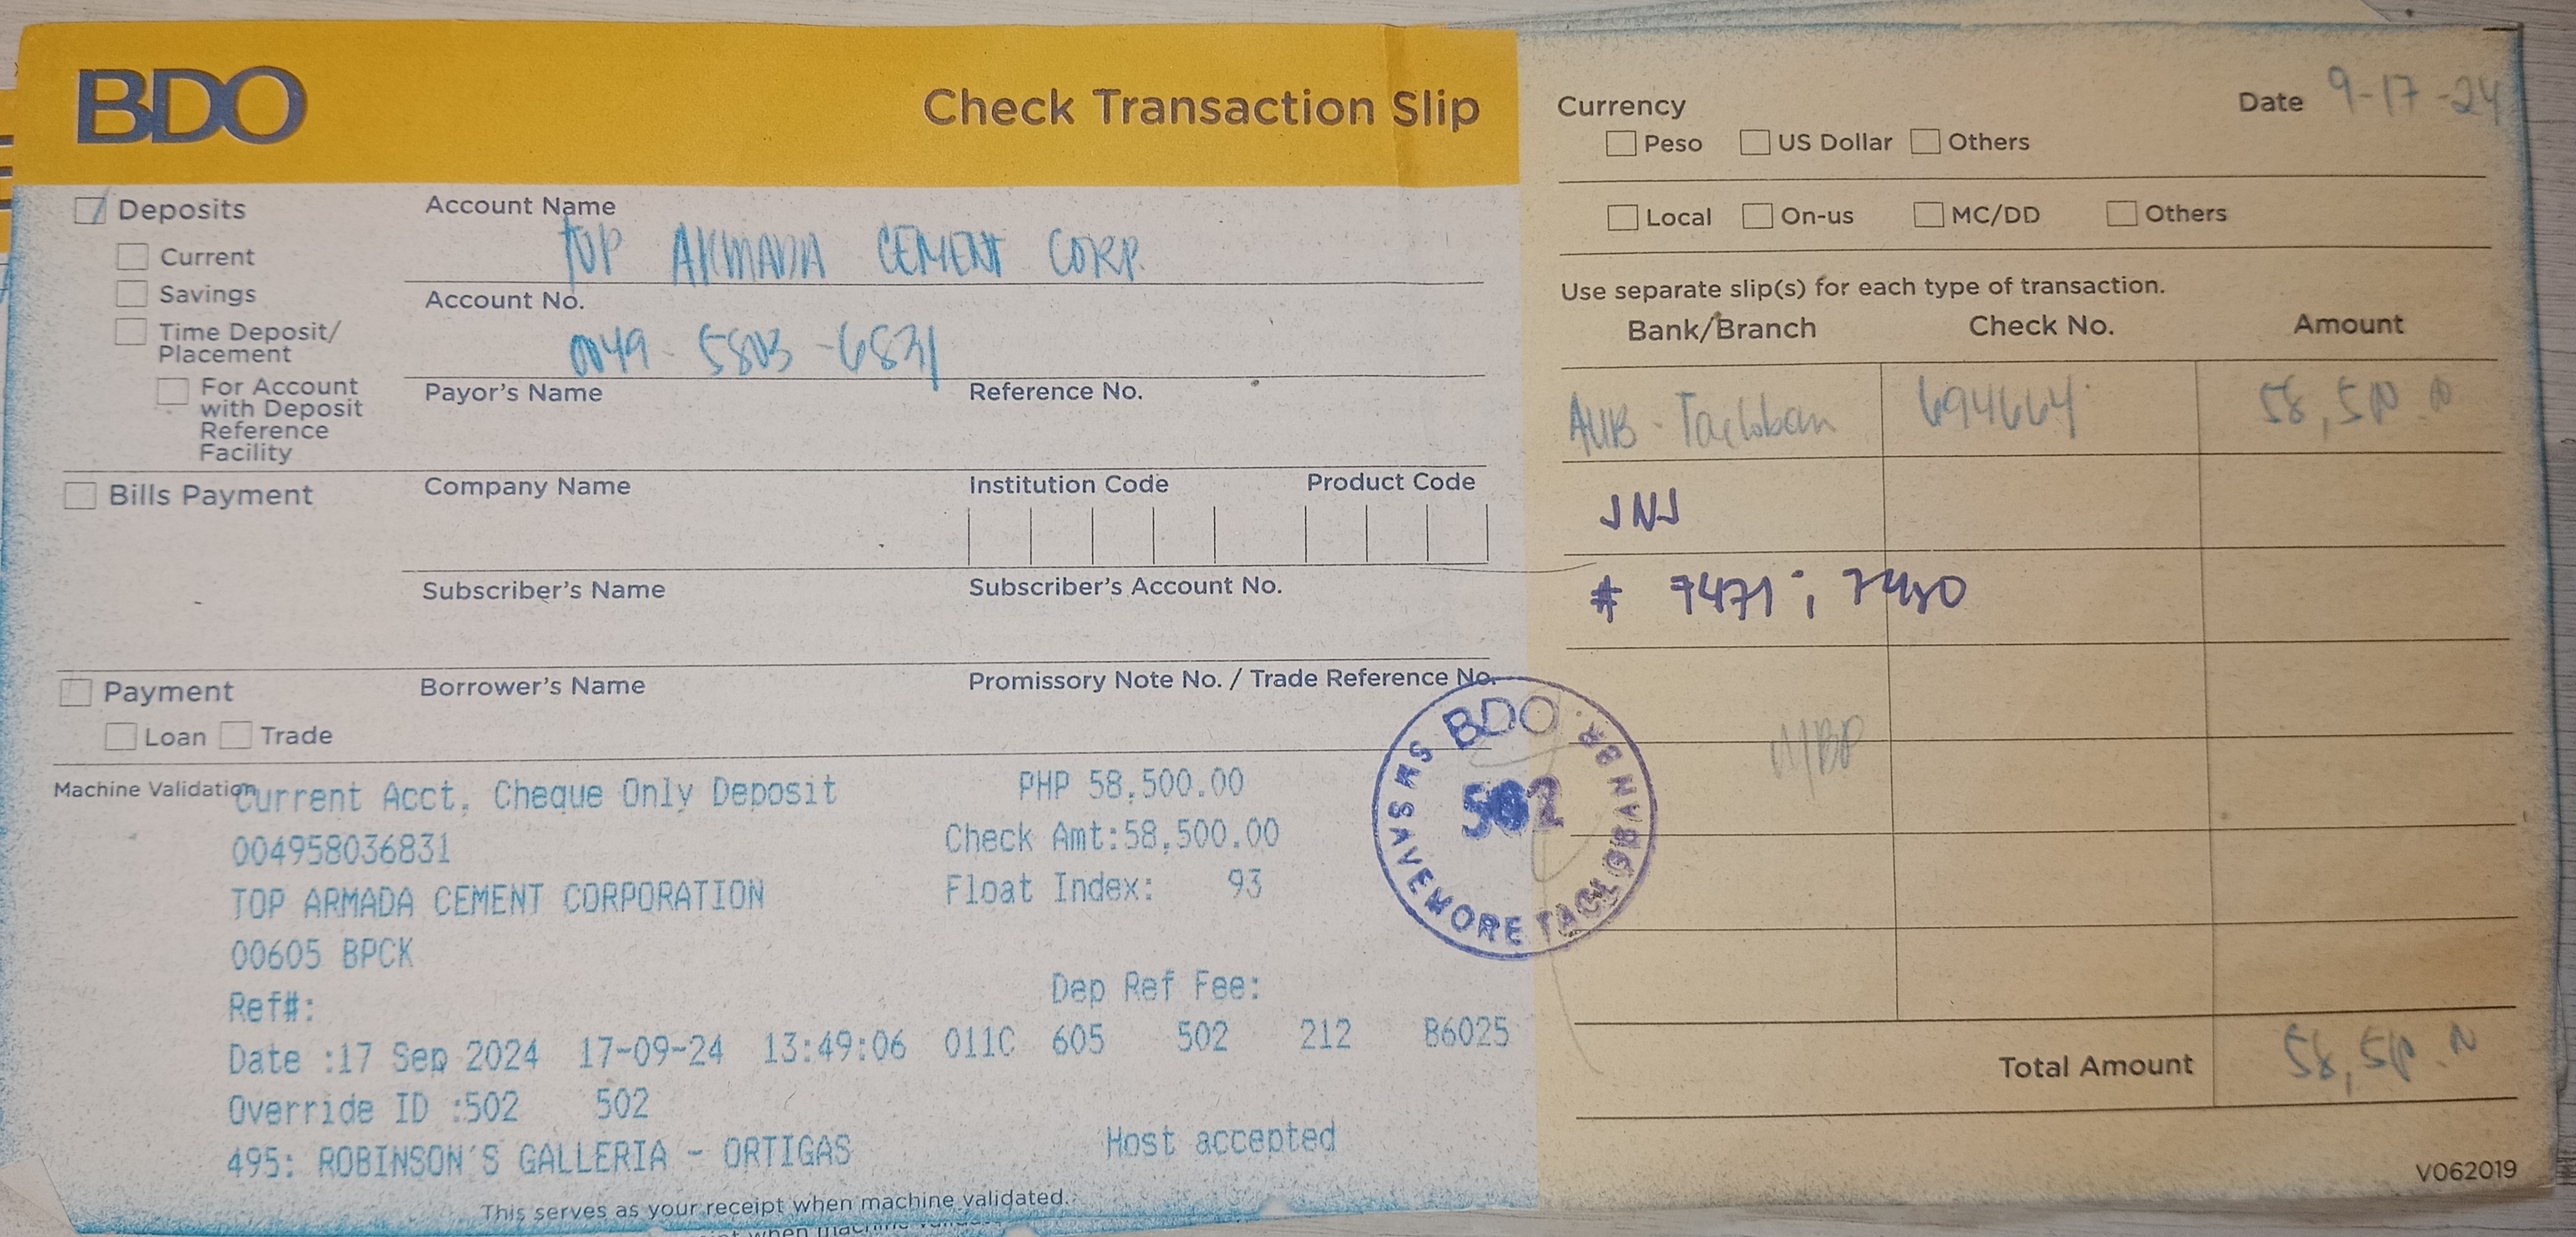 BDO
Check Transaction Slip
Deposits
Current
Savings
Time Deposit/
Placement
For Account
with Deposit
Reference
Facility
Account Name
TOP ARMADA CEMENT CORP.
Account No.
0049-5803-6831
Payor's Name Reference No.
Bills Payment
Company Name Institution Code Product Code
Subscriber's Name Subscriber's Account No.
Payment
Loan Trade
Borrower's Name Promissory Note No. / Trade Reference No.
Machine Validation
Current Acct, Cheque Only Deposit PHP 58,500.00
004958036831 Check Amt:58,500.00
TOP ARMADA CEMENT CORPORATION Float Index: 93
00605 BPCK
Ref#: Dep Ref Fee:
Date :17 Sep 2024 17-09-24 13:49:06 011C 605 502 212 B6025
Override ID :502 502
495: ROBINSON'S GALLERIA - ORTIGAS Host accepted
This serves as your receipt when machine validated.
BDO
502
SM SAVEMORE TACLOBAN BR.
Currency Date 9-17-24
Peso US Dollar Others
Local On-us MC/DD Others
Use separate slip(s) for each type of transaction.
Bank/Branch Check No. Amount
AUB - Tacloban 694664 58,500.00
JNJ
# 7471 ; 7480
Total Amount 58,500.00
V062019